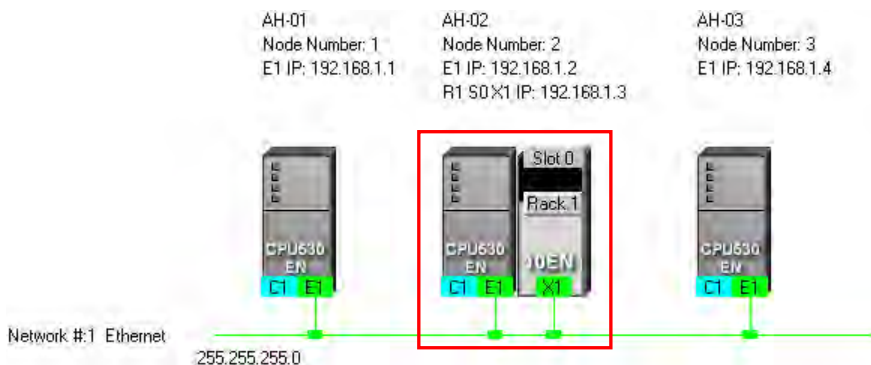 AH-01
Node Number: 1
E1 IP: 192.168.1.1
AH-02
Node Number: 2
E1 IP: 192.168.1.2
R1 S0 X1 IP: 192.168.1.3
AH-03
Node Number: 3
E1 IP: 192.168.1.4
CPU530
EN
C1 E1
CPU530
EN
C1 E1
Slot 0
Rack 1
10EN
X1
CPU530
EN
C1 E1
Network #:1 Ethernet
255.255.255.0